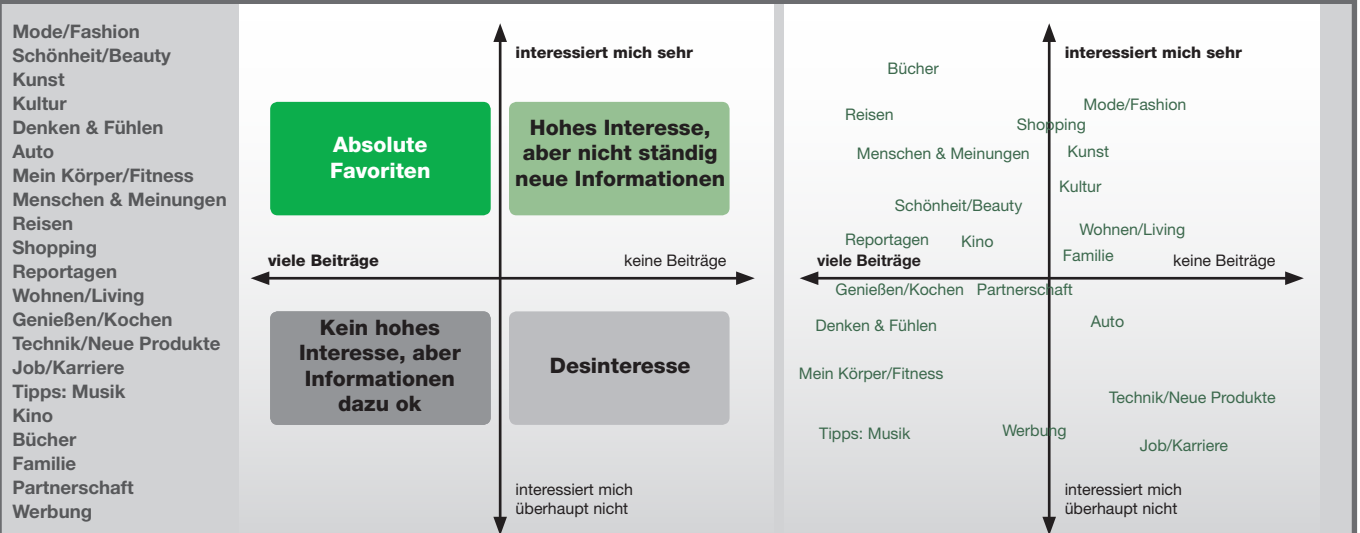 Mode/Fashion
Schönheit/Beauty
Kunst
Kultur
Denken & Fühlen
Auto
Mein Körper/Fitness
Menschen & Meinungen
Reisen
Shopping
Reportagen
Wohnen/Living
Genießen/Kochen
Technik/Neue Produkte
Job/Karriere
Tipps: Musik
Kino
Bücher
Familie
Partnerschaft
Werbung
interessiert mich sehr
Absolute
Favoriten
Hohes Interesse,
aber nicht ständig
neue Informationen
viele Beiträge
keine Beiträge
Kein hohes
Interesse, aber
Informationen
dazu ok
Desinteresse
interessiert mich
überhaupt nicht
interessiert mich sehr
Bücher
Mode/Fashion
Reisen
Shopping
Menschen & Meinungen
Kunst
Kultur
Schönheit/Beauty
Wohnen/Living
Reportagen
Kino
Familie
viele Beiträge
keine Beiträge
Genießen/Kochen
Partnerschaft
Denken & Fühlen
Auto
Mein Körper/Fitness
Technik/Neue Produkte
Tipps: Musik
Werbung
Job/Karriere
interessiert mich
überhaupt nicht